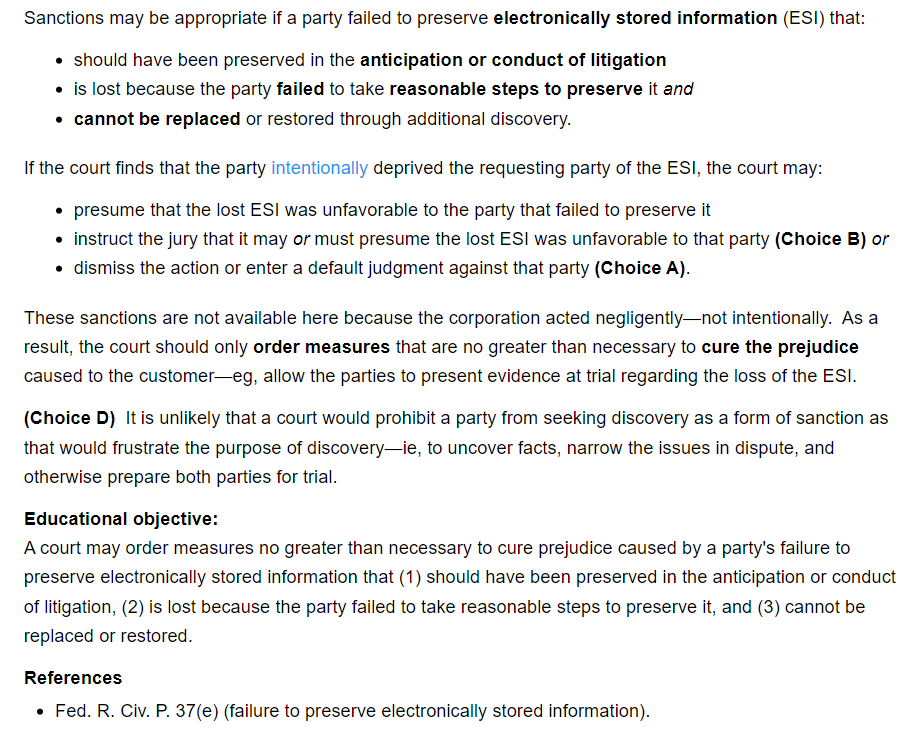 Sanctions may be appropriate if a party failed to preserve electronically stored information (ESI) that:
• should have been preserved in the anticipation or conduct of litigation
• is lost because the party failed to take reasonable steps to preserve it and
• cannot be replaced or restored through additional discovery.
If the court finds that the party intentionally deprived the requesting party of the ESI, the court may:
• presume that the lost ESI was unfavorable to the party that failed to preserve it
• instruct the jury that it may or must presume the lost ESI was unfavorable to that party (Choice B) or
• dismiss the action or enter a default judgment against that party (Choice A).
These sanctions are not available here because the corporation acted negligently—not intentionally.  As a
result, the court should only order measures that are no greater than necessary to cure the prejudice
caused to the customer—eg, allow the parties to present evidence at trial regarding the loss of the ESI.
(Choice D)  It is unlikely that a court would prohibit a party from seeking discovery as a form of sanction as
that would frustrate the purpose of discovery—ie, to uncover facts, narrow the issues in dispute, and
otherwise prepare both parties for trial.
Educational objective:
A court may order measures no greater than necessary to cure prejudice caused by a party's failure to
preserve electronically stored information that (1) should have been preserved in the anticipation or conduct
of litigation, (2) is lost because the party failed to take reasonable steps to preserve it, and (3) cannot be
replaced or restored.
References
• Fed. R. Civ. P. 37(e) (failure to preserve electronically stored information).